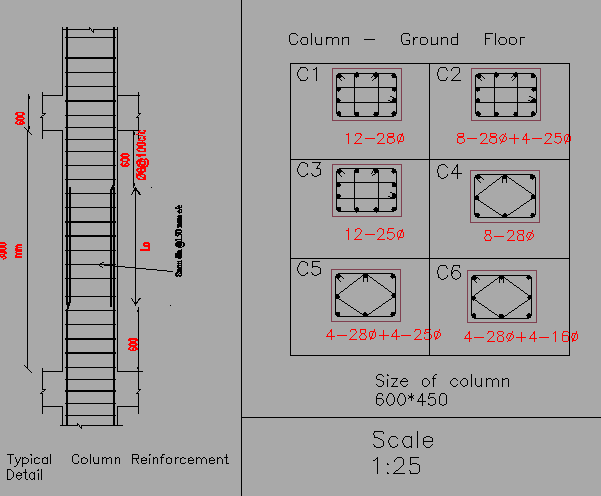 Column - Ground Floor
C1
12-28ø
C2
8-28ø+4-25ø
C3
12-25ø
C4
8-28ø
C5
4-28ø+4-25ø
C6
4-28ø+4-16ø
Size of column
600*450
Scale
1:25
600
600
Lo
600
mm
Typical Column Reinforcement
Detail